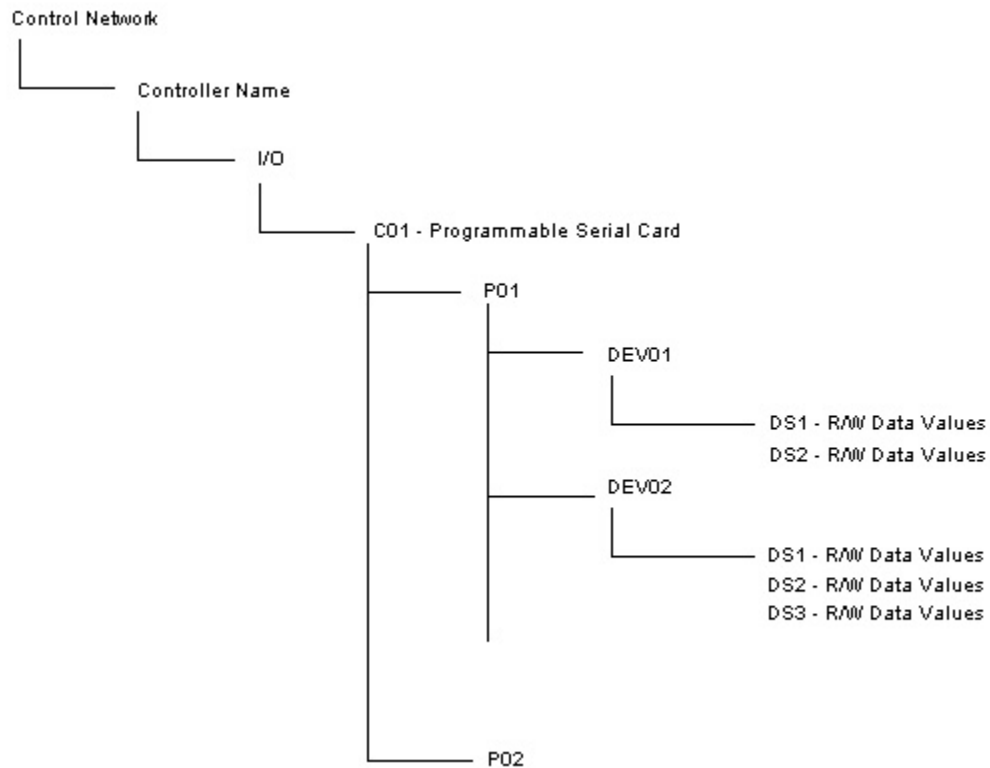 Control Network
Controller Name
I/O
C01 - Programmable Serial Card
P01
DEV01
DS1 - R/W Data Values
DS2 - R/W Data Values
DEV02
DS1 - R/W Data Values
DS2 - R/W Data Values
DS3 - R/W Data Values
P02